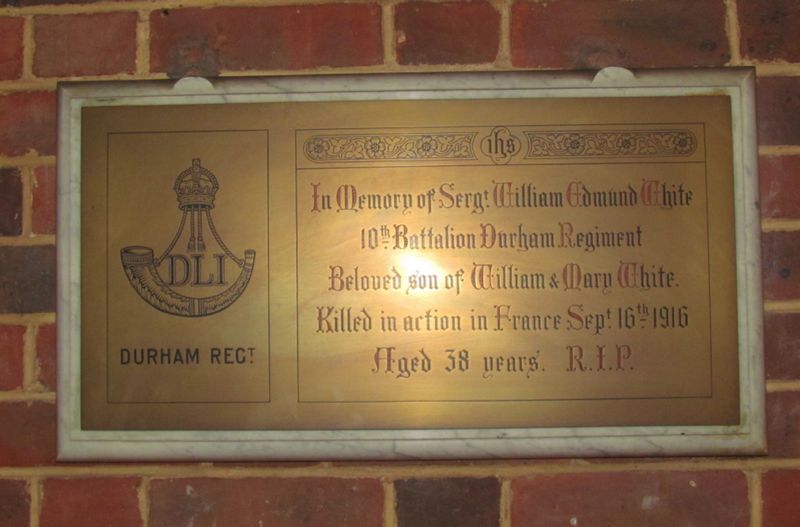 ihs
DLI
DURHAM REGT
In Memory of Sergt William Edmund White
10th Battalion Durham Regiment
Beloved son of William & Mary White.
Killed in action in France Sept. 16th 1916
Aged 38 years. R.I.P.